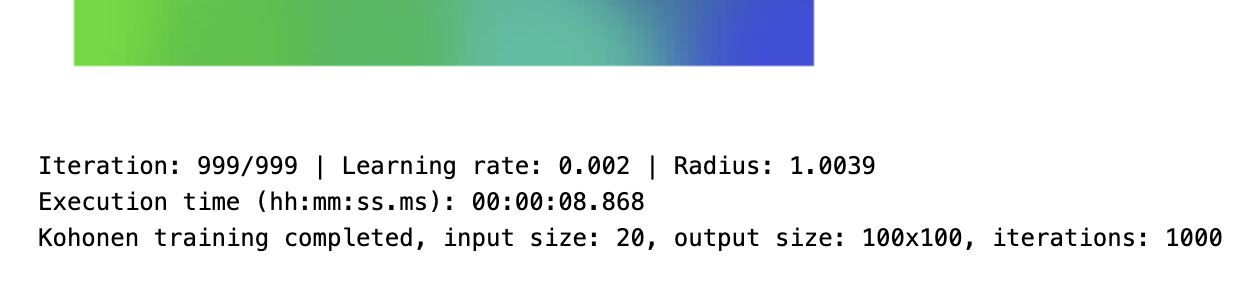 Iteration: 999/999 | Learning rate: 0.002 | Radius: 1.0039
Execution time (hh:mm:ss.ms): 00:00:08.868
Kohonen training completed, input size: 20, output size: 100x100, iterations: 1000